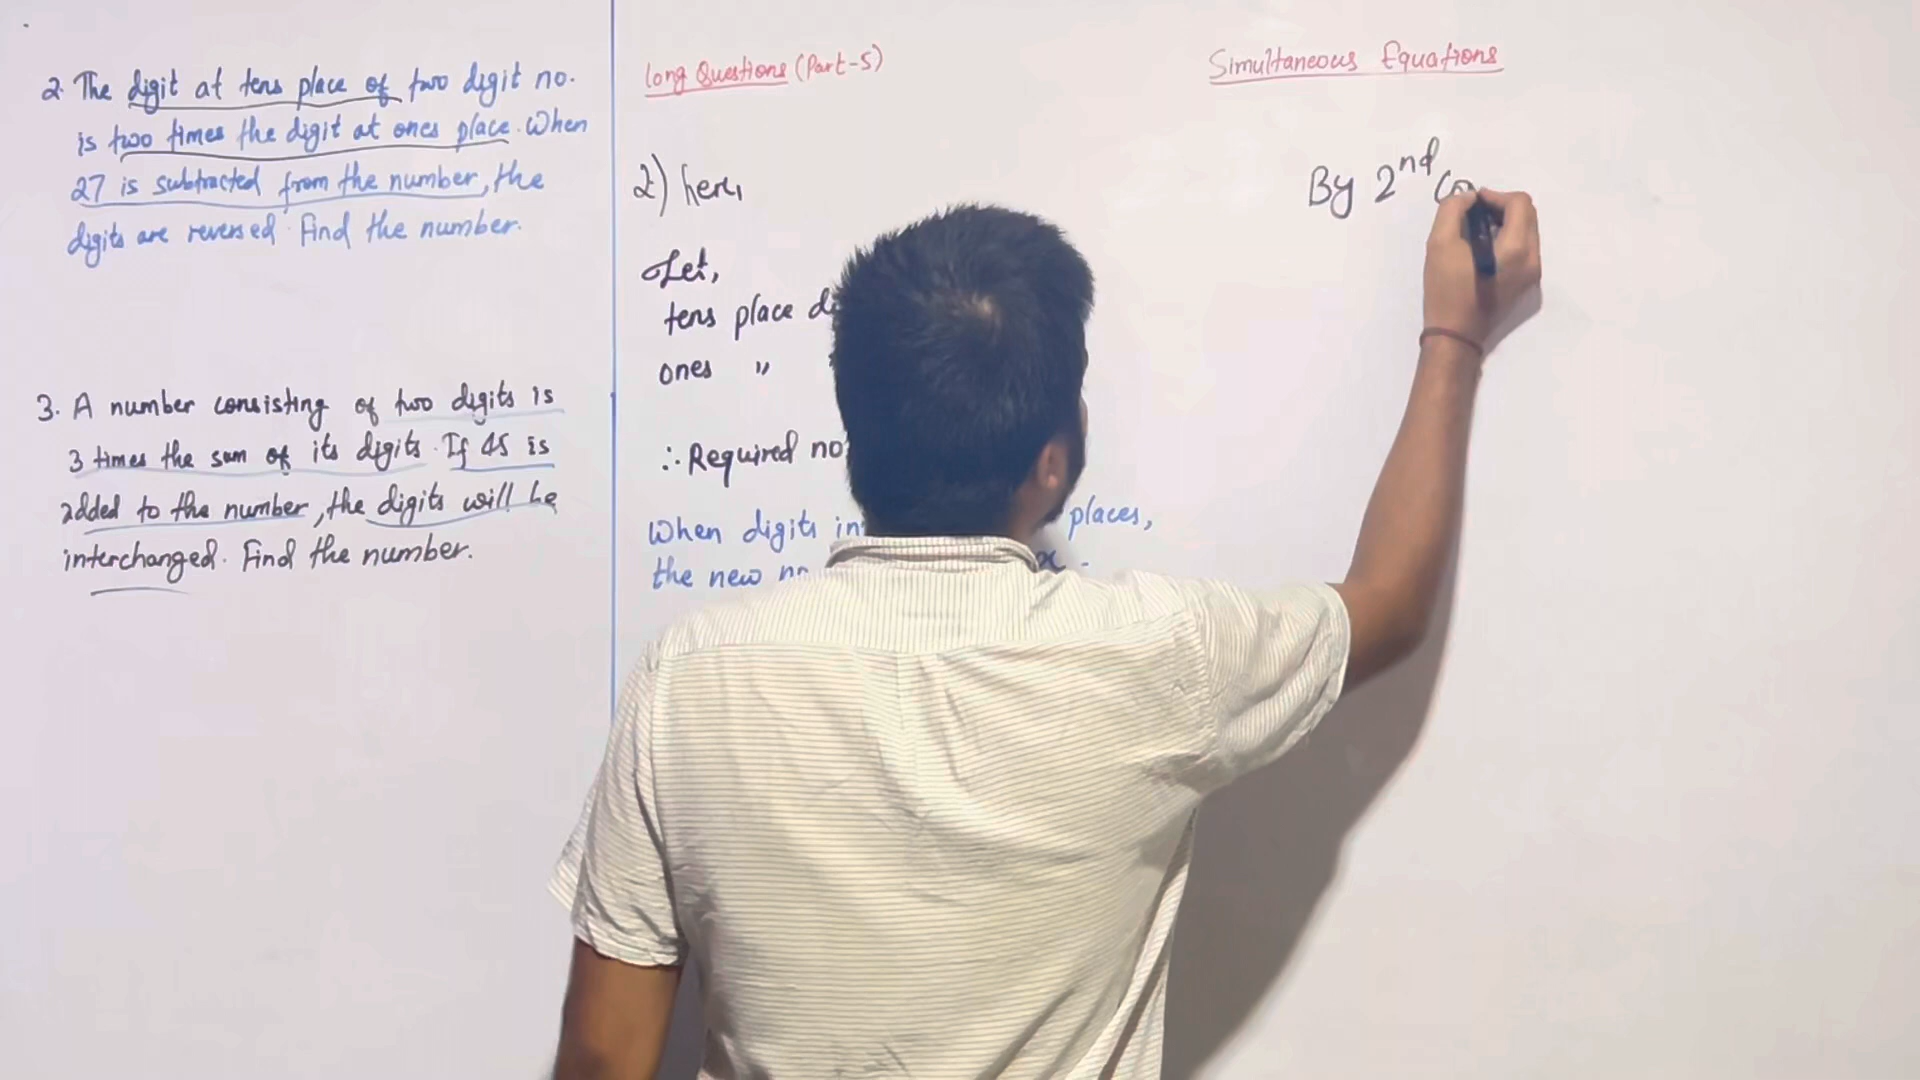 2. The digit at tens place of two digit no.
is two times the digit at ones place. When
27 is subtracted from the number, the
digits are reversed. Find the number.
3. A number consisting of two digits is
3 times the sum of its digits. If 45 is
added to the number, the digits will be
interchanged. Find the number.
Long Questions (Part-5)
2) here,
Let,
tens place
ones "
∴ Required no
When digits places,
the new x.
Simultaneous Equations
By 2nd